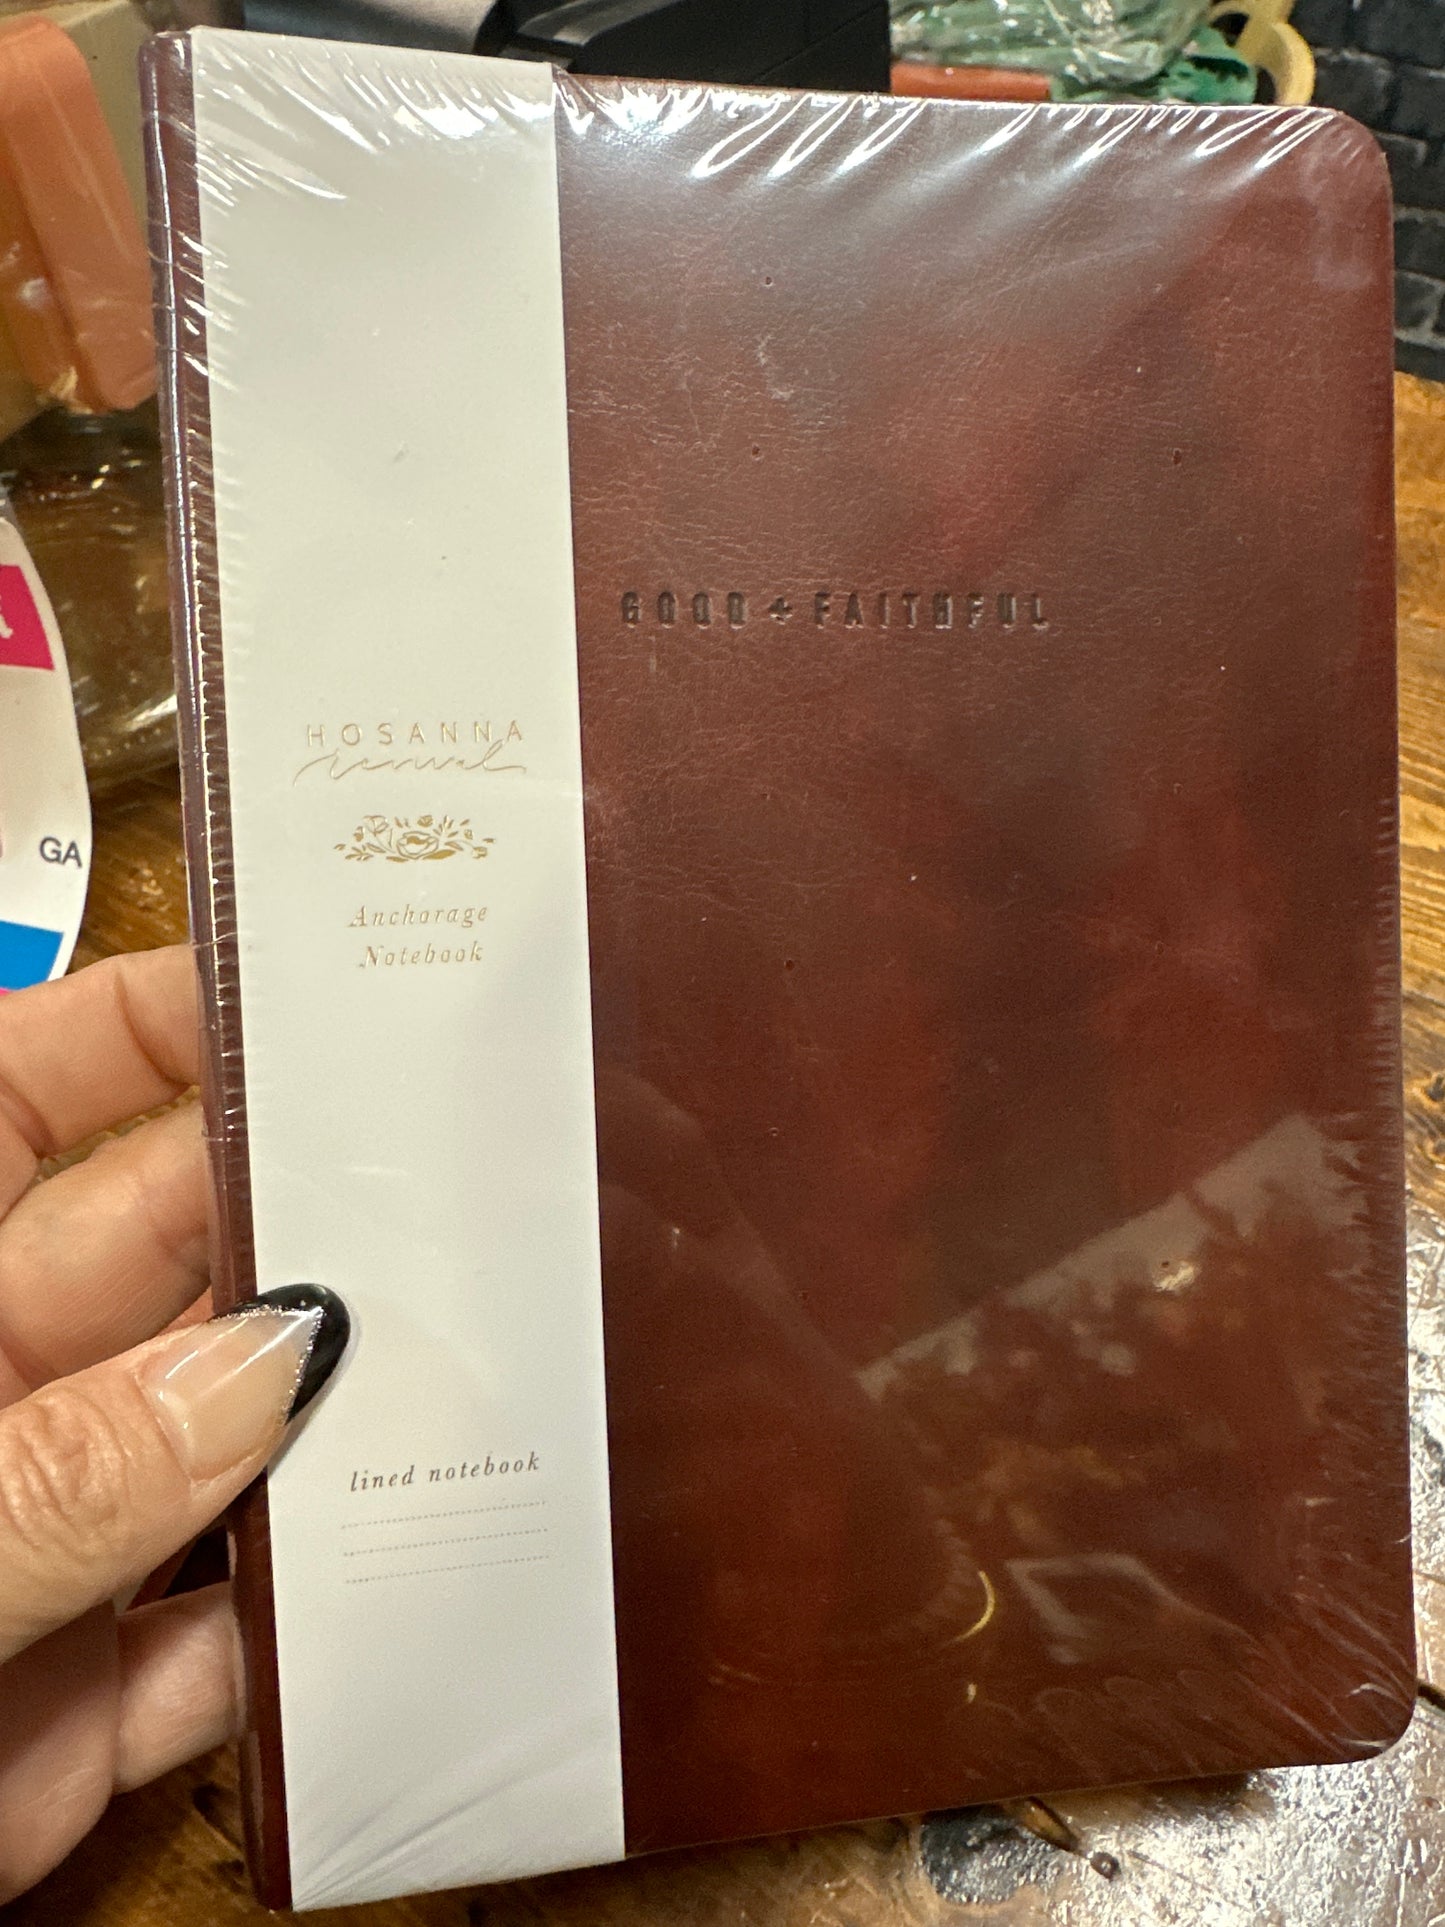 GOOD + FAITHFUL
HOSANNA
revival
Anchorage
Notebook
lined notebook
GA